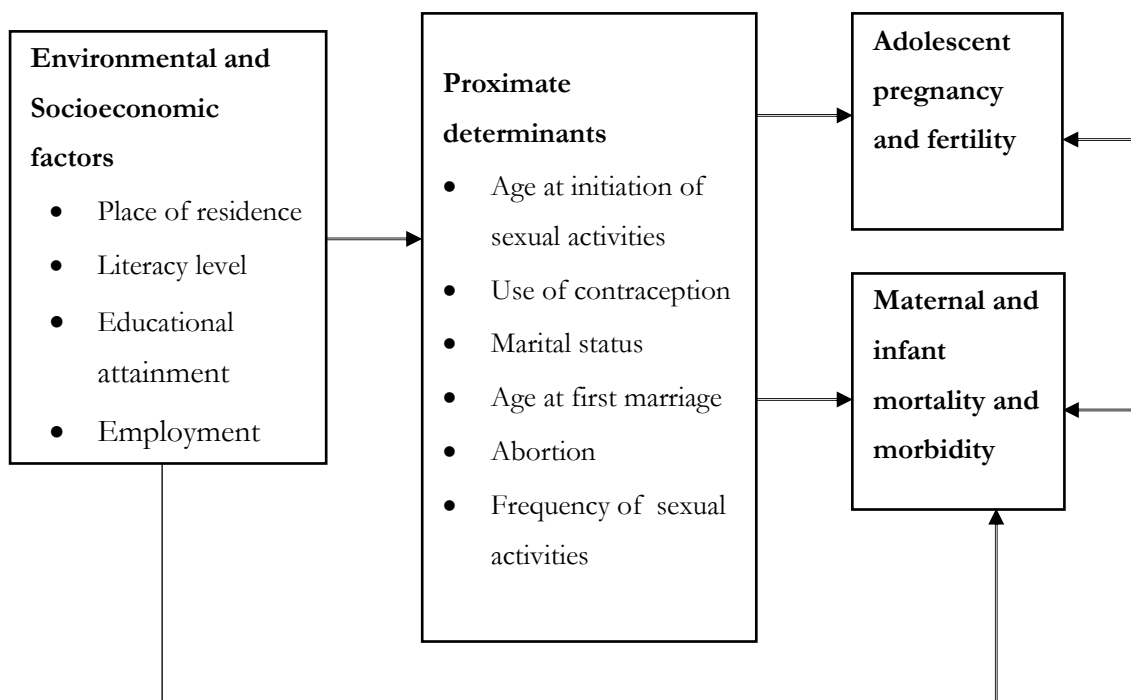 Environmental and
Socioeconomic
factors
• Place of residence
• Literacy level
• Educational
attainment
• Employment
Proximate
determinants
• Age at initiation of
sexual activities
• Use of contraception
• Marital status
• Age at first marriage
• Abortion
• Frequency of sexual
activities
Adolescent
pregnancy
and fertility
Maternal and
infant
mortality and
morbidity